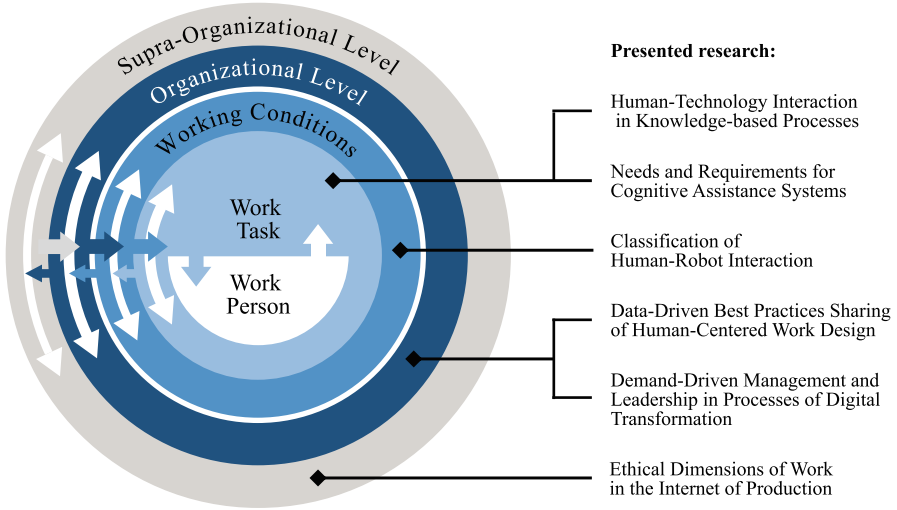 Supra-Organizational Level
Organizational Level
Working Conditions
Work
Task
Work
Person
Presented research:
Human-Technology Interaction
in Knowledge-based Processes
Needs and Requirements for
Cognitive Assistance Systems
Classification of
Human-Robot Interaction
Data-Driven Best Practices Sharing
of Human-Centered Work Design
Demand-Driven Management and
Leadership in Processes of Digital
Transformation
Ethical Dimensions of Work
in the Internet of Production